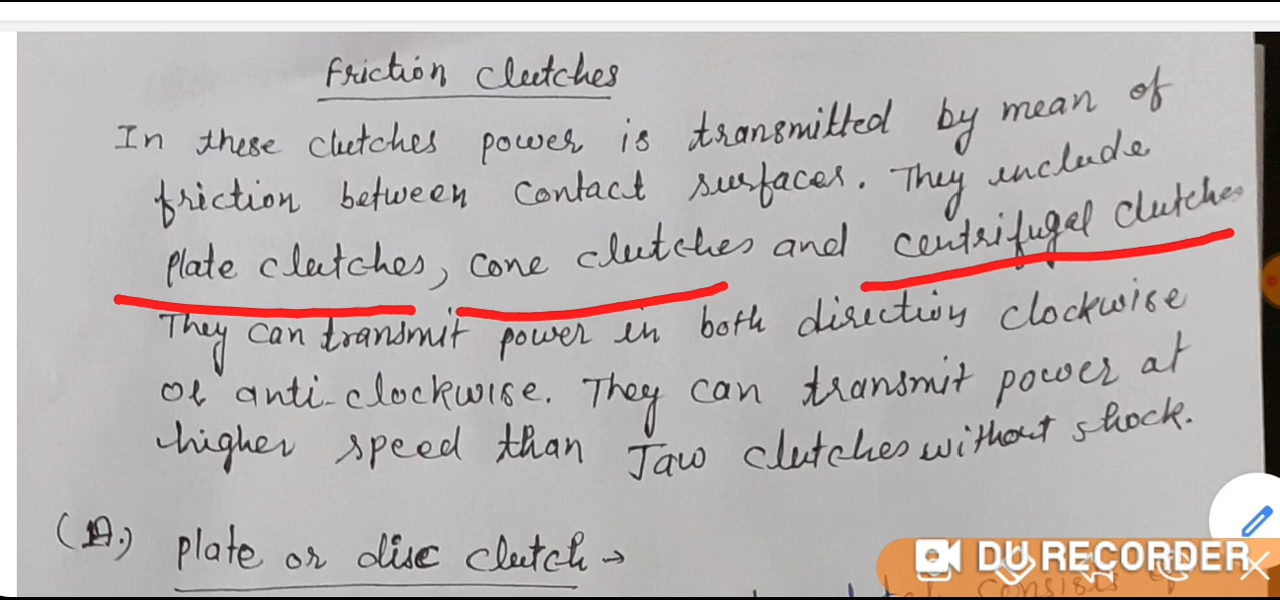 Friction Clutches
In these clutches power is transmitted by mean of
friction between contact surfaces. They include
plate clutches, cone clutches and centrifugal clutches
They can transmit power in both direction clockwise
or anti-clockwise. They can transmit power at
higher speed than Jaw clutches without shock.
(A.) plate or disc clutch →
DU RECORDER
consists of